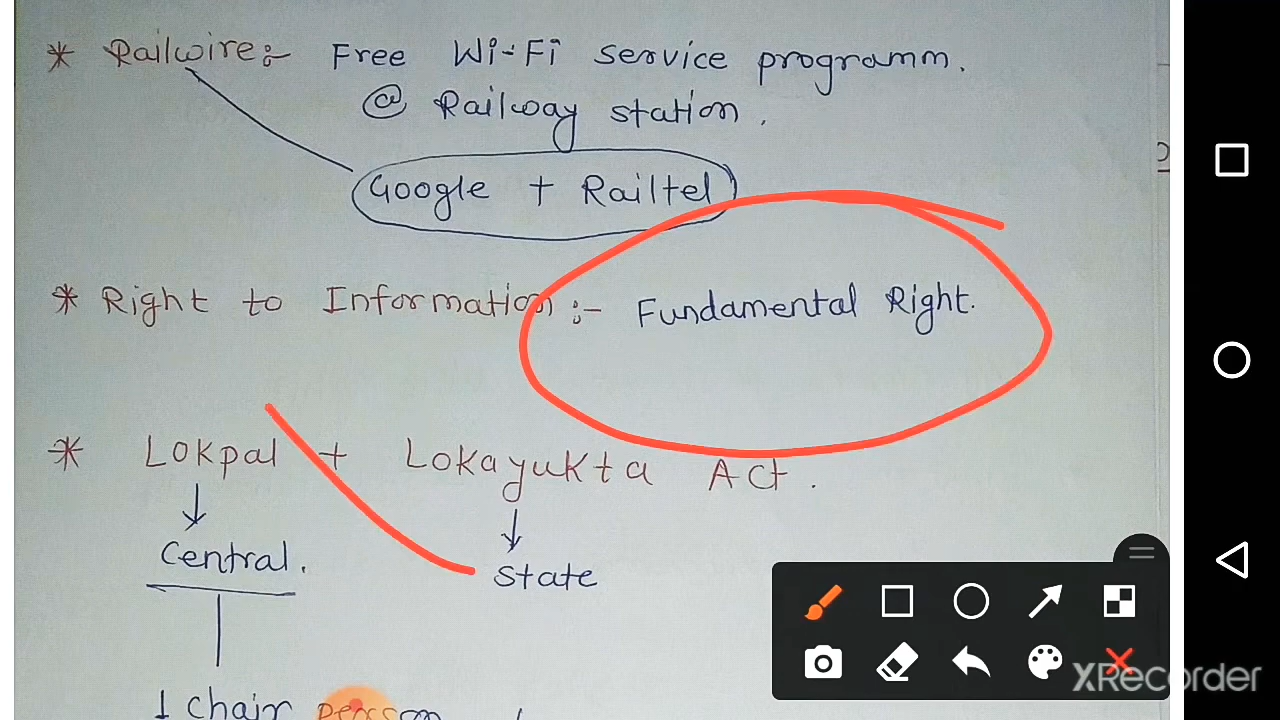 * Railwire:- Free Wi-Fi service programm.
@ Railway station.
Google + Railtel
* Right to Information :- Fundamental Right.
* Lokpal + Lokayukta Act.
↓ ↓
Central. State
1 chair person
XRecorder